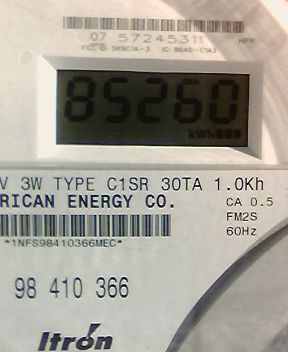 07 57245311
85260
kWh
V 3W TYPE C1SR 30TA 1.0Kh
RICAN ENERGY CO.
CA 0.5
FM2S
60Hz
*1NFS98410366MEC*
98 410 366
Itron